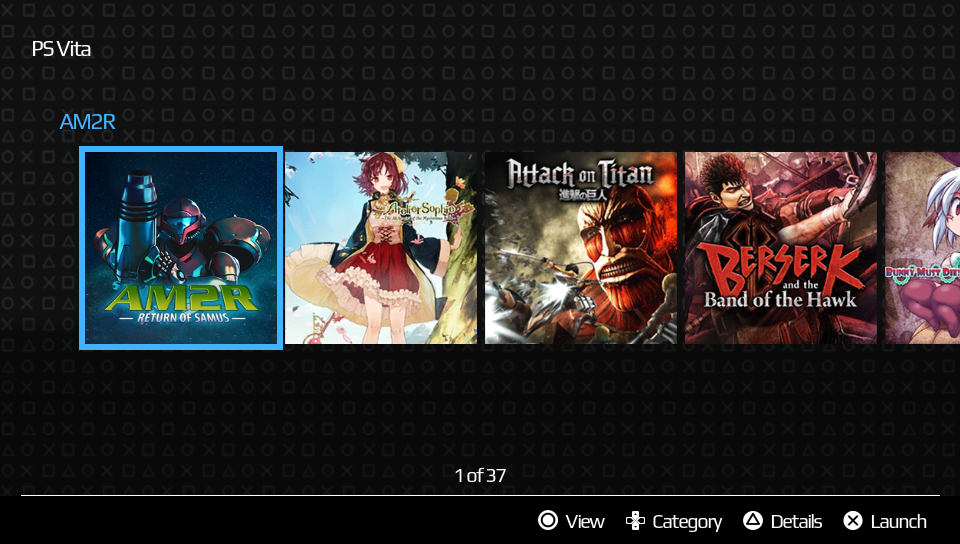 PS Vita
AM2R
AM2R
RETURN OF SAMUS
Atelier Sophie
Attack on Titan
進撃の巨人
BERSERK
and the
Band of the Hawk
BUNNY MUST DIE!
1 of 37
View
Category
Details
Launch